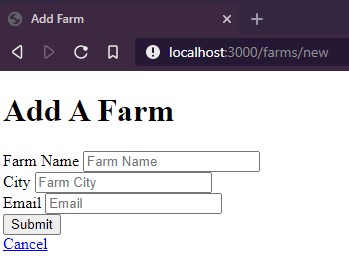 Add Farm
localhost:3000/farms/new
Add A Farm
Farm Name Farm Name
City Farm City
Email Email
Submit
Cancel